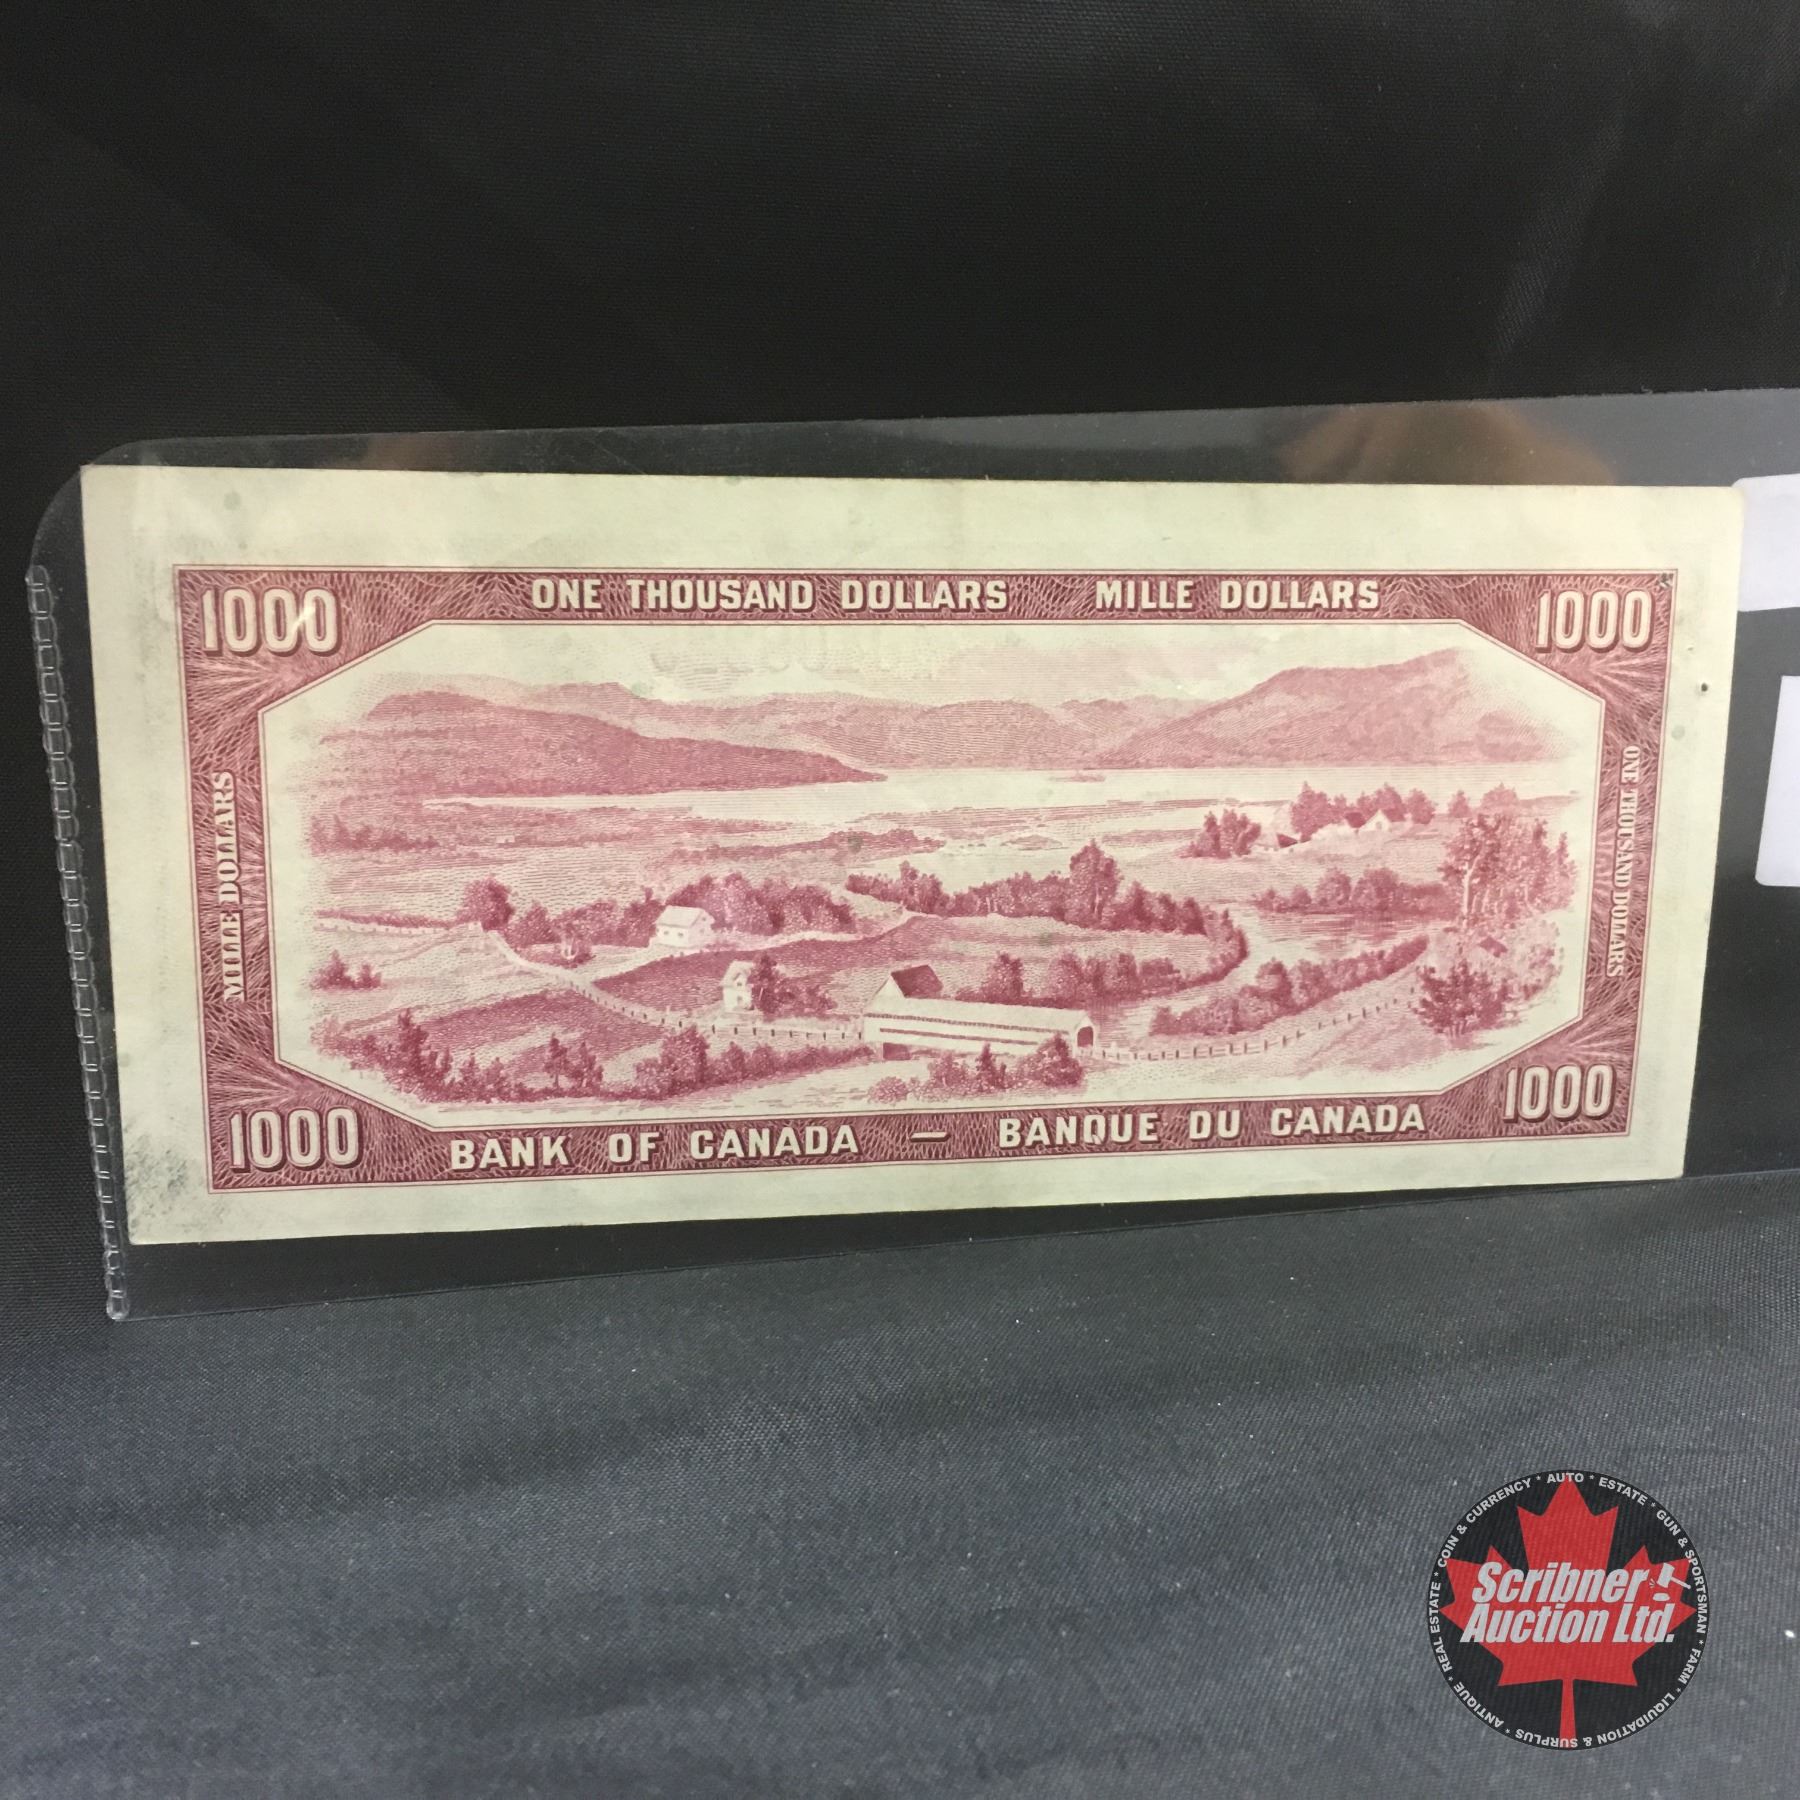 ONE THOUSAND DOLLARS MILLE DOLLARS
1000 1000
MILLE DOLLARS
ONE THOUSAND DOLLARS
1000 1000
BANK OF CANADA — BANQUE DU CANADA
COIN & CURRENCY * AUTO * ESTATE * GUN & SPORTSMAN * FARM * LIQUIDATION & SURPLUS * ANTIQUE * REAL ESTATE *
Scribner
Auction Ltd.